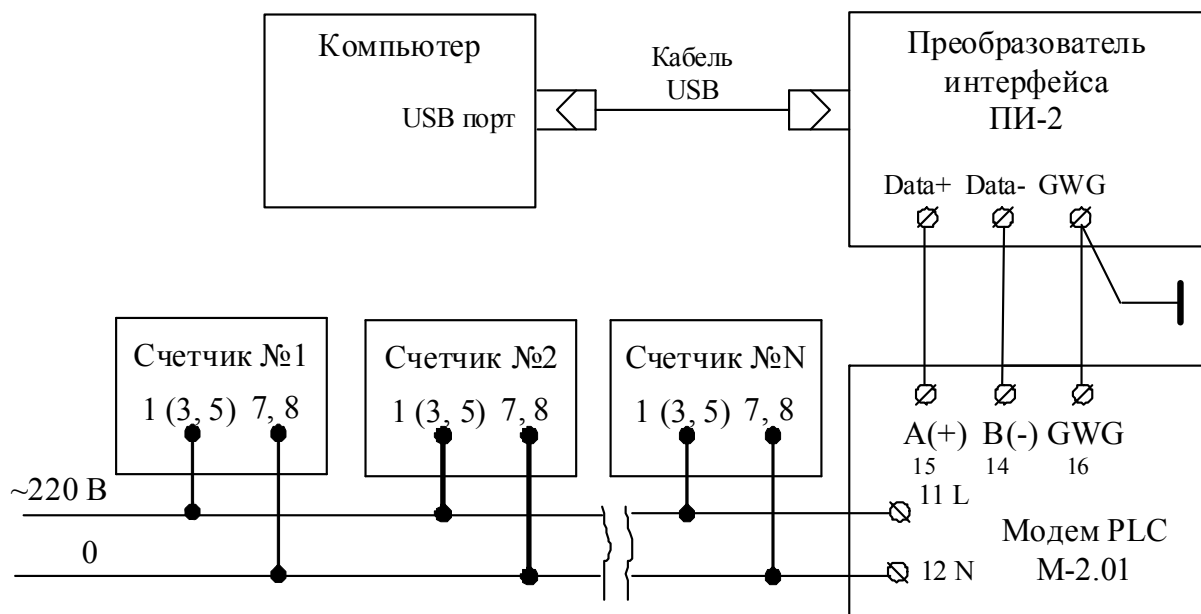 Компьютер
USB порт
Кабель
USB
Преобразователь
интерфейса
ПИ-2
Data+ Data- GWG
Счетчик №1
1 (3, 5) 7, 8
Счетчик №2
1 (3, 5) 7, 8
Счетчик №N
1 (3, 5) 7, 8
~220 В
0
A(+) B(-) GWG
15 14 16
11 L
12 N
Модем PLC
М-2.01